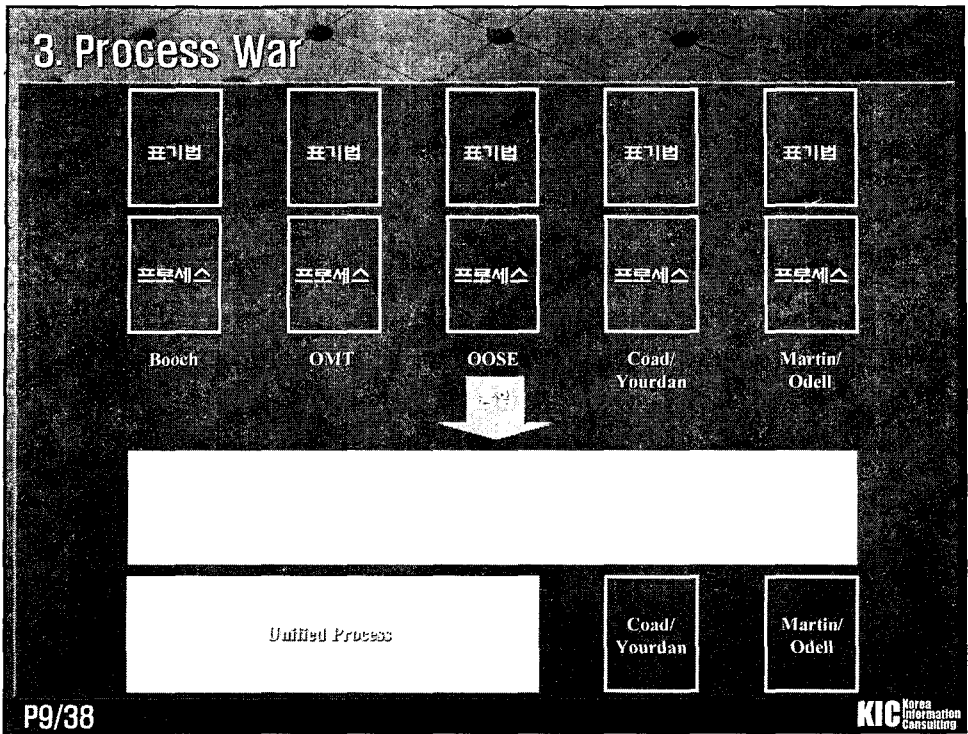 3. Process War
표기법 표기법 표기법 표기법 표기법
프로세스 프로세스 프로세스 프로세스 프로세스
Booch OMT OOSE Coad/ Martin/
Yourdan Odell
Unified Process
Coad/ Martin/
Yourdan Odell
P9/38
KIC Korea
Information
Consulting